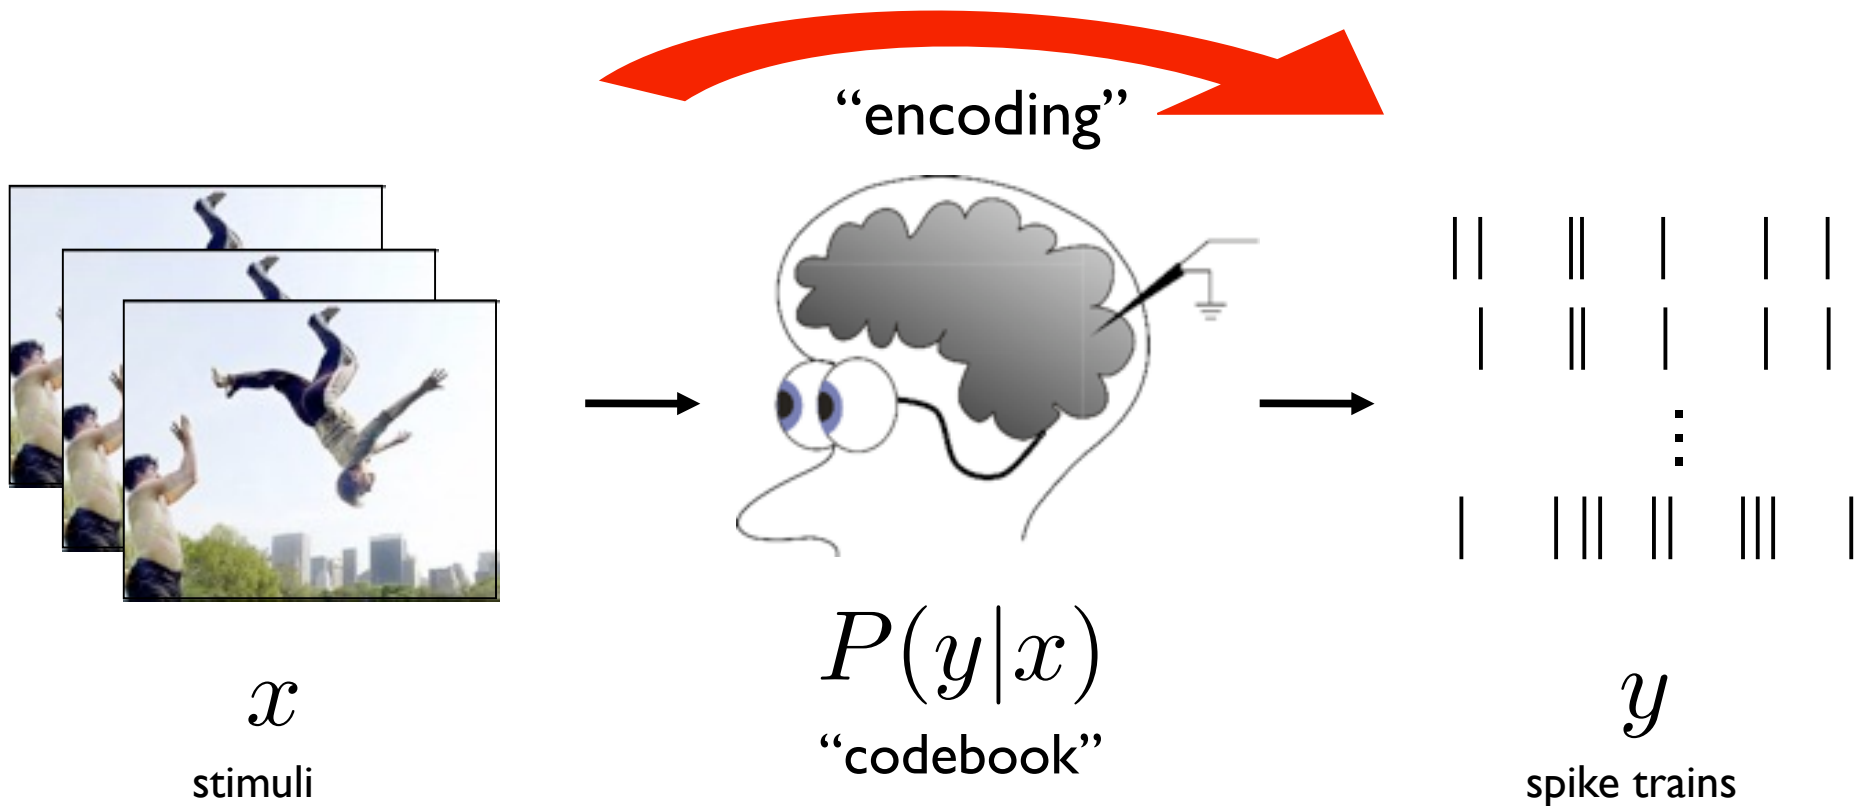 “encoding”
P(y|x)
“codebook”
x
stimuli
y
spike trains